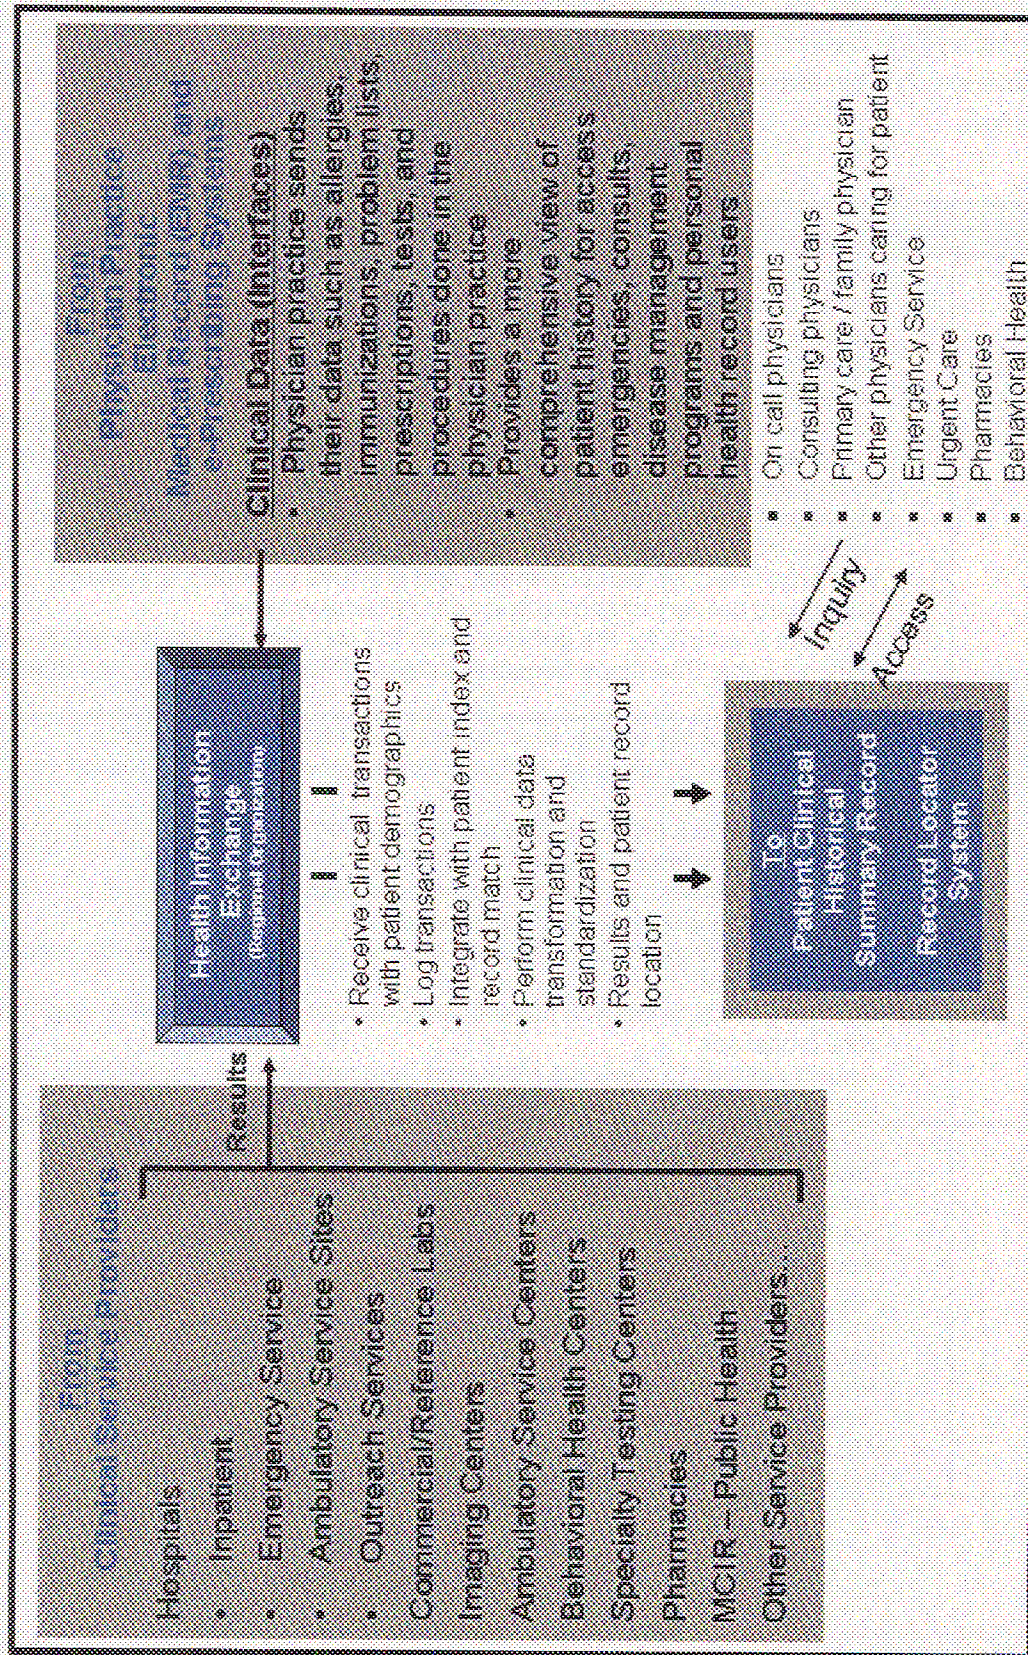 From
Clinical Service Providers
Hospitals
• Inpatient
• Emergency Service
• Ambulatory Service Sites
• Outreach Services
Commercial/Reference Labs
Imaging Centers
Ambulatory Service Centers
Behavioral Health Centers
Specialty Testing Centers
Pharmacies
MCIR – Public Health
Other Service Providers...
Results
Health Information
Exchange
(Regional Organization)
• Receive clinical transactions
with patient demographics
• Log transactions
• Integrate with patient index and
record match
• Perform clinical data
transformation and
standardization
• Results and patient record
location
To
Patient Clinical
Historical
Summary Record
Record Locator
System
From
Physician Practice
Electronic
Medical Record (EMR) and
e-Prescribing Systems
Clinical Data (Interfaces)
• Physician practice sends
their data such as allergies,
immunizations, problem lists,
prescriptions, tests, and
procedures done in the
physician practice
• Provides a more
comprehensive view of
patient history for access
emergencies, consults,
disease management
programs and personal
health record users
Inquiry
Access
▪ On call physicians
▪ Consulting physicians
▪ Primary care / family physician
▪ Other physicians caring for patient
▪ Emergency Service
▪ Urgent Care
▪ Pharmacies
▪ Behavioral Health